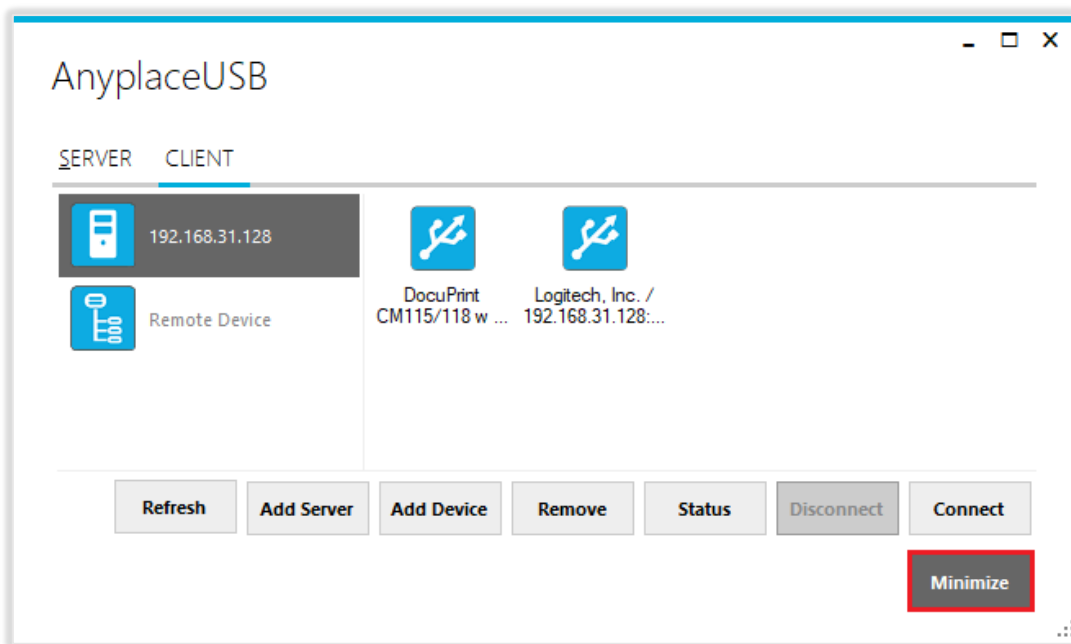 AnyplaceUSB
SERVER CLIENT
192.168.31.128
Remote Device
DocuPrint
CM115/118 w ...
Logitech, Inc. /
192.168.31.128:...
Refresh Add Server Add Device Remove Status Disconnect Connect
Minimize